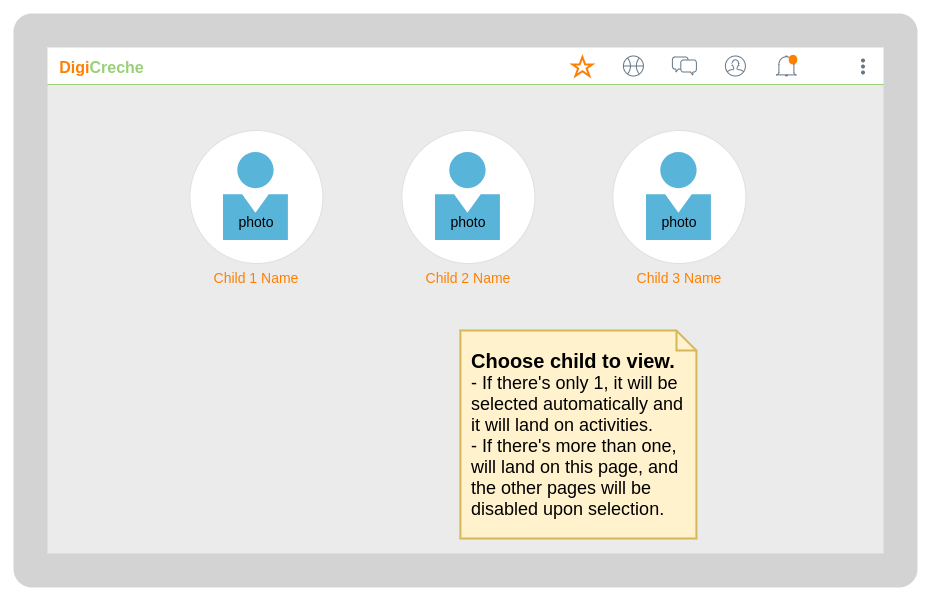 DigiCreche
photo photo photo
Child 1 Name Child 2 Name Child 3 Name
Choose child to view.
- If there's only 1, it will be
selected automatically and
it will land on activities.
- If there's more than one,
will land on this page, and
the other pages will be
disabled upon selection.